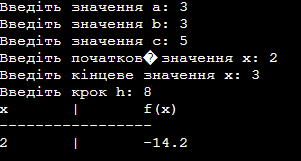 Введіть значення a: 3
Введіть значення b: 3
Введіть значення c: 5
Введіть початков� значення x: 2
Введіть кінцеве значення x: 3
Введіть крок h: 8
x | f(x)
------------------
2 | -14.2